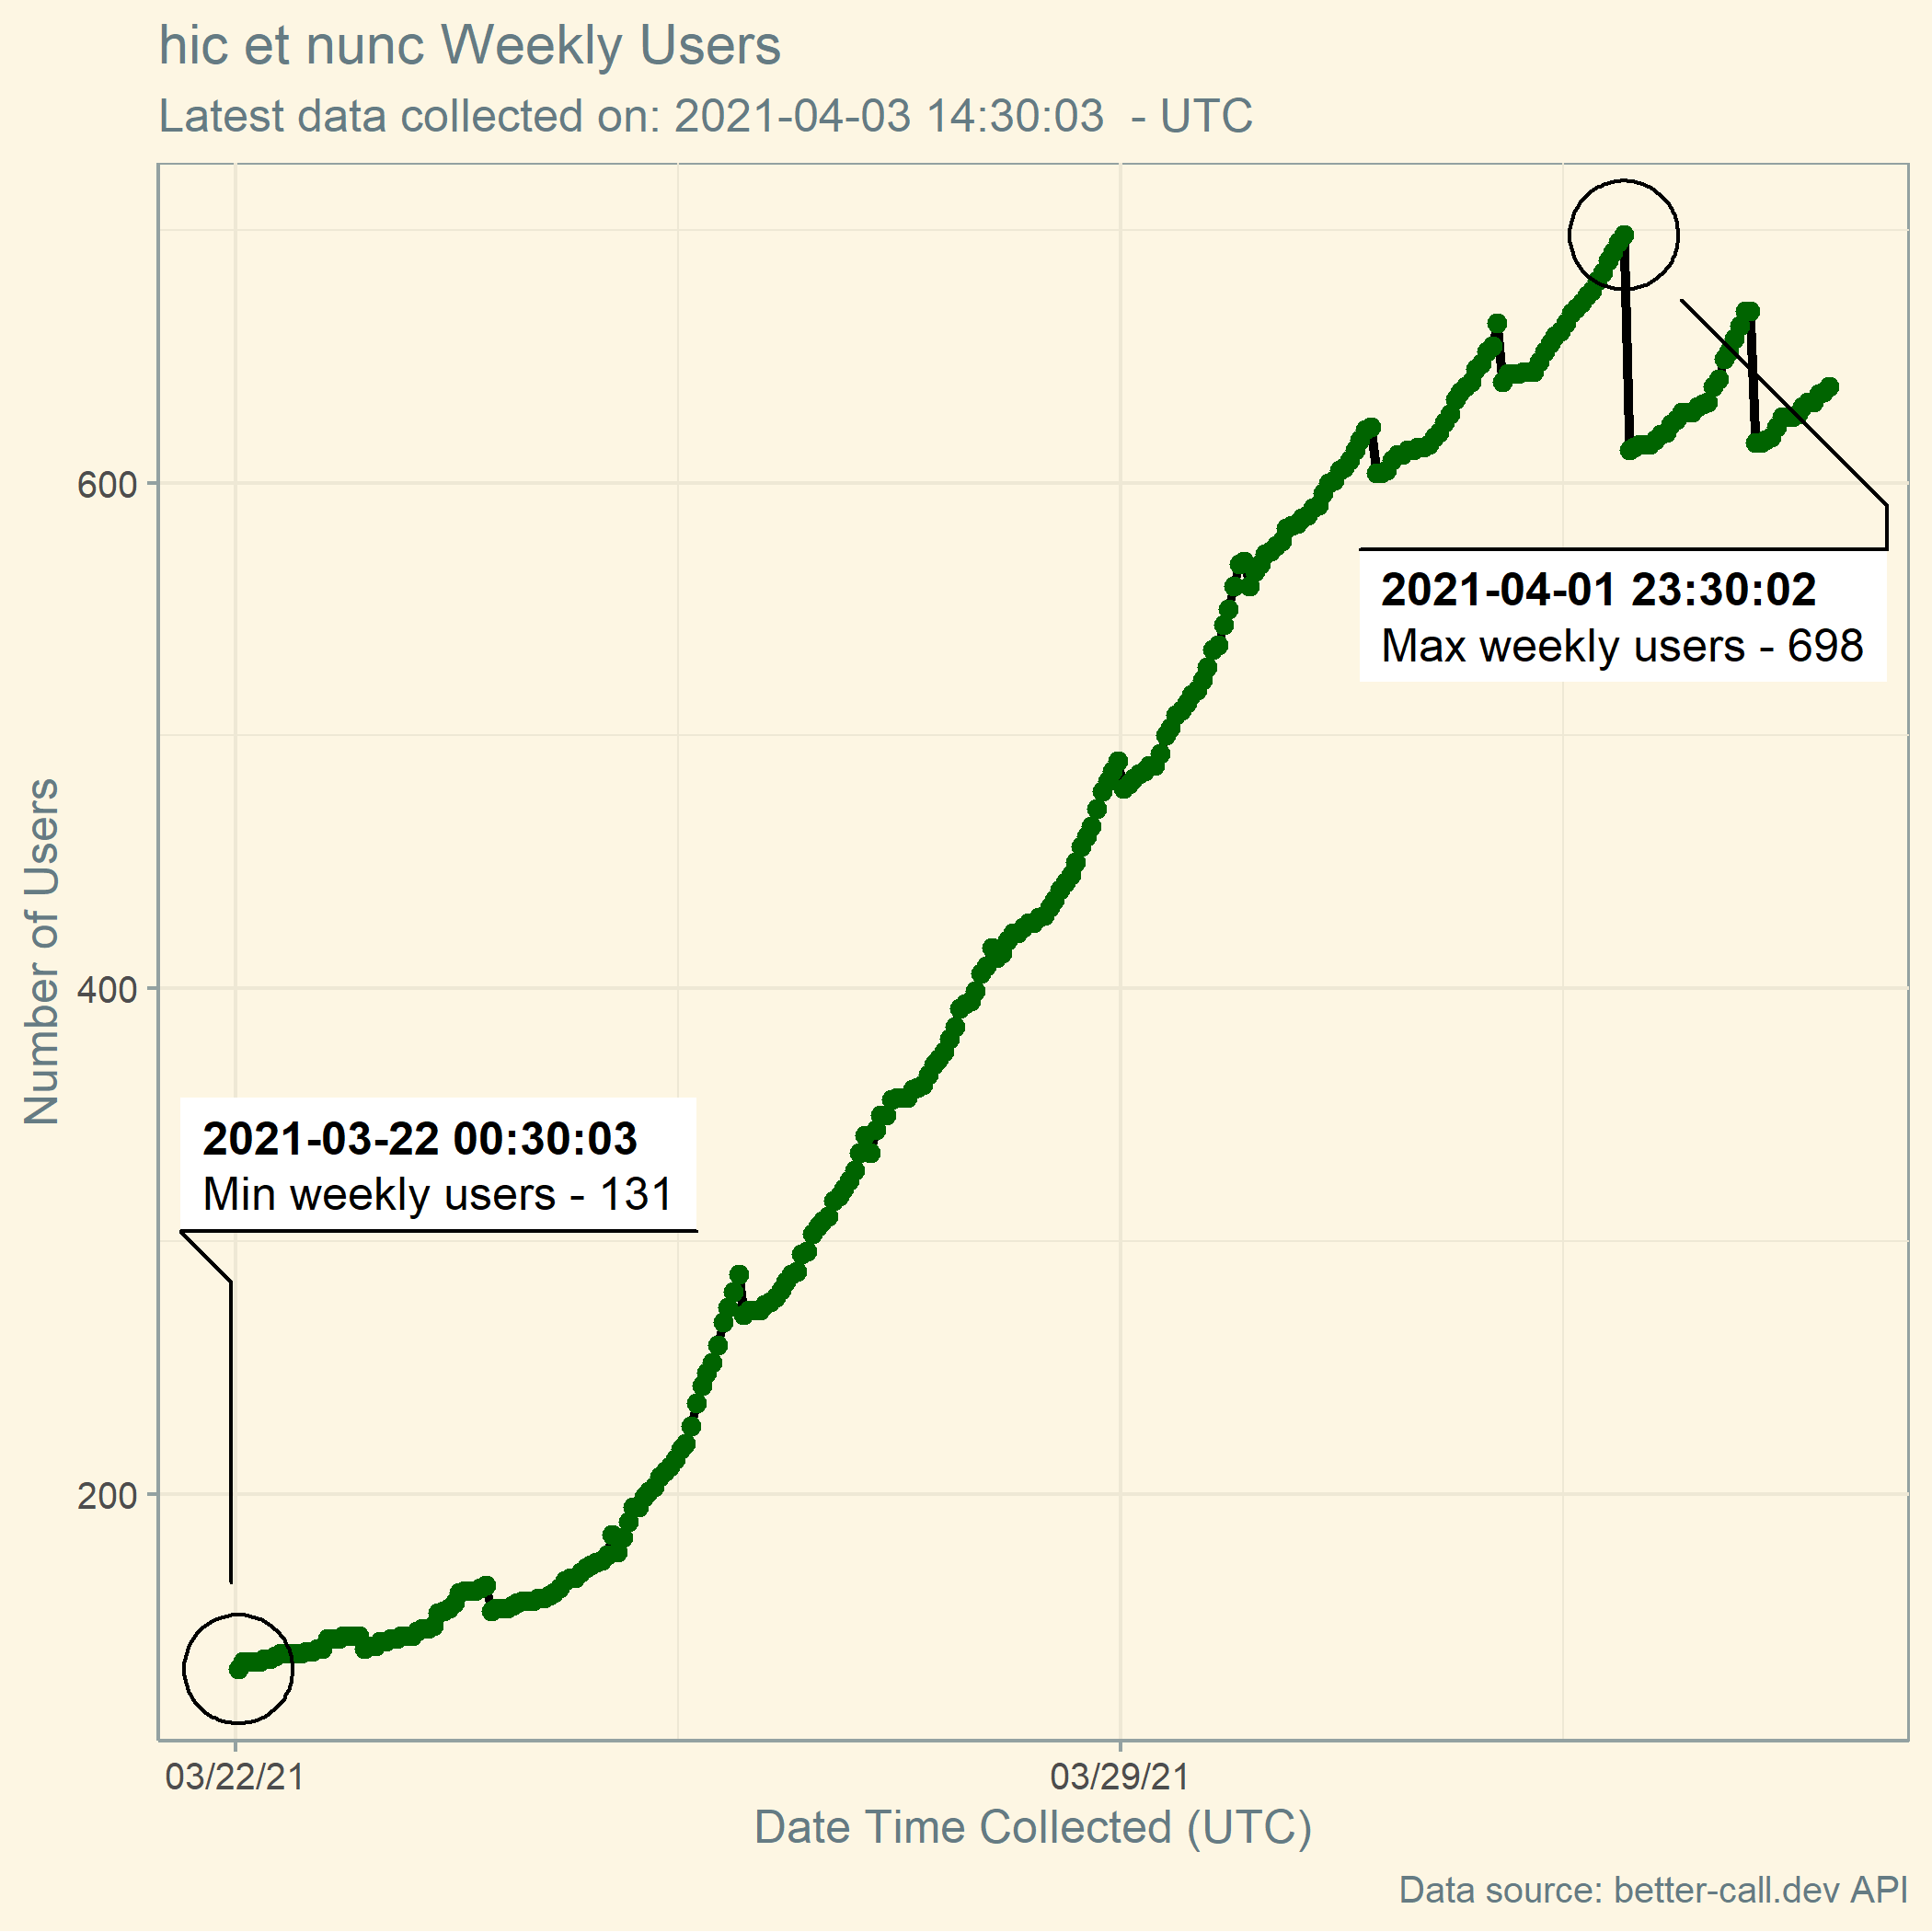 hic et nunc Weekly Users
Latest data collected on: 2021-04-03 14:30:03 - UTC
Number of Users
600
400
200
2021-04-01 23:30:02
Max weekly users - 698
2021-03-22 00:30:03
Min weekly users - 131
03/22/21
03/29/21
Date Time Collected (UTC)
Data source: better-call.dev API